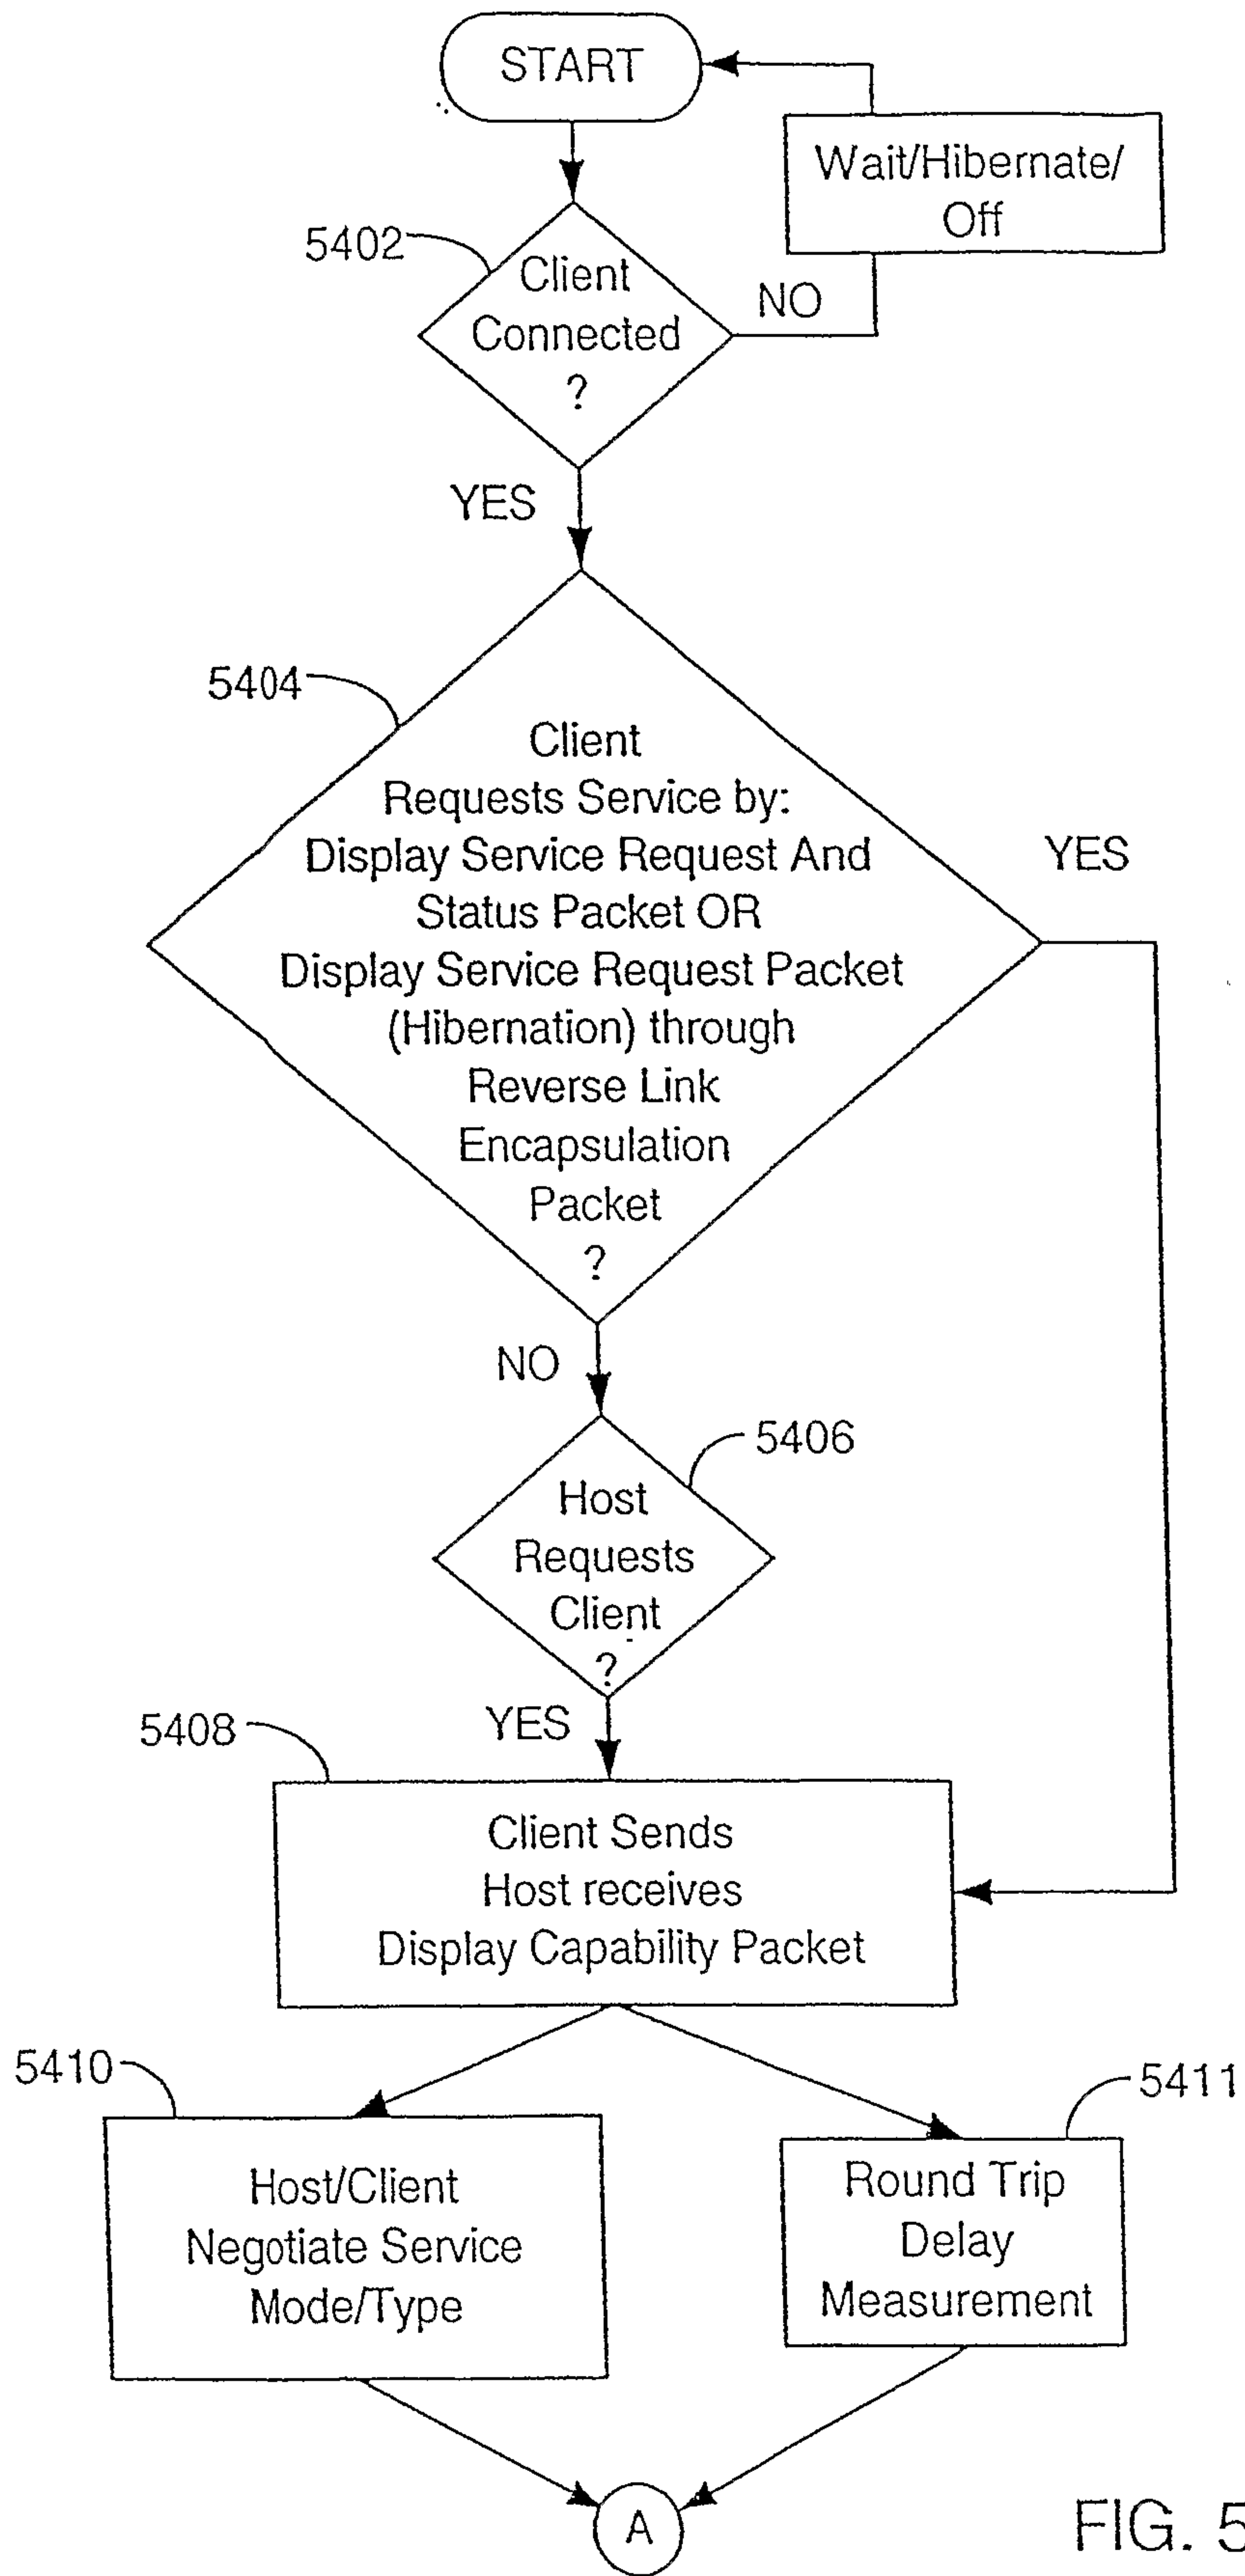 START
Wait/Hibernate/
Off
5402
Client
Connected
?
NO
YES
5404
Client
Requests Service by:
Display Service Request And
Status Packet OR
Display Service Request Packet
(Hibernation) through
Reverse Link
Encapsulation
Packet
?
YES
NO
5406
Host
Requests
Client
?
YES
5408
Client Sends
Host receives
Display Capability Packet
5410
5411
Host/Client
Negotiate Service
Mode/Type
Round Trip
Delay
Measurement
A
FIG. 5